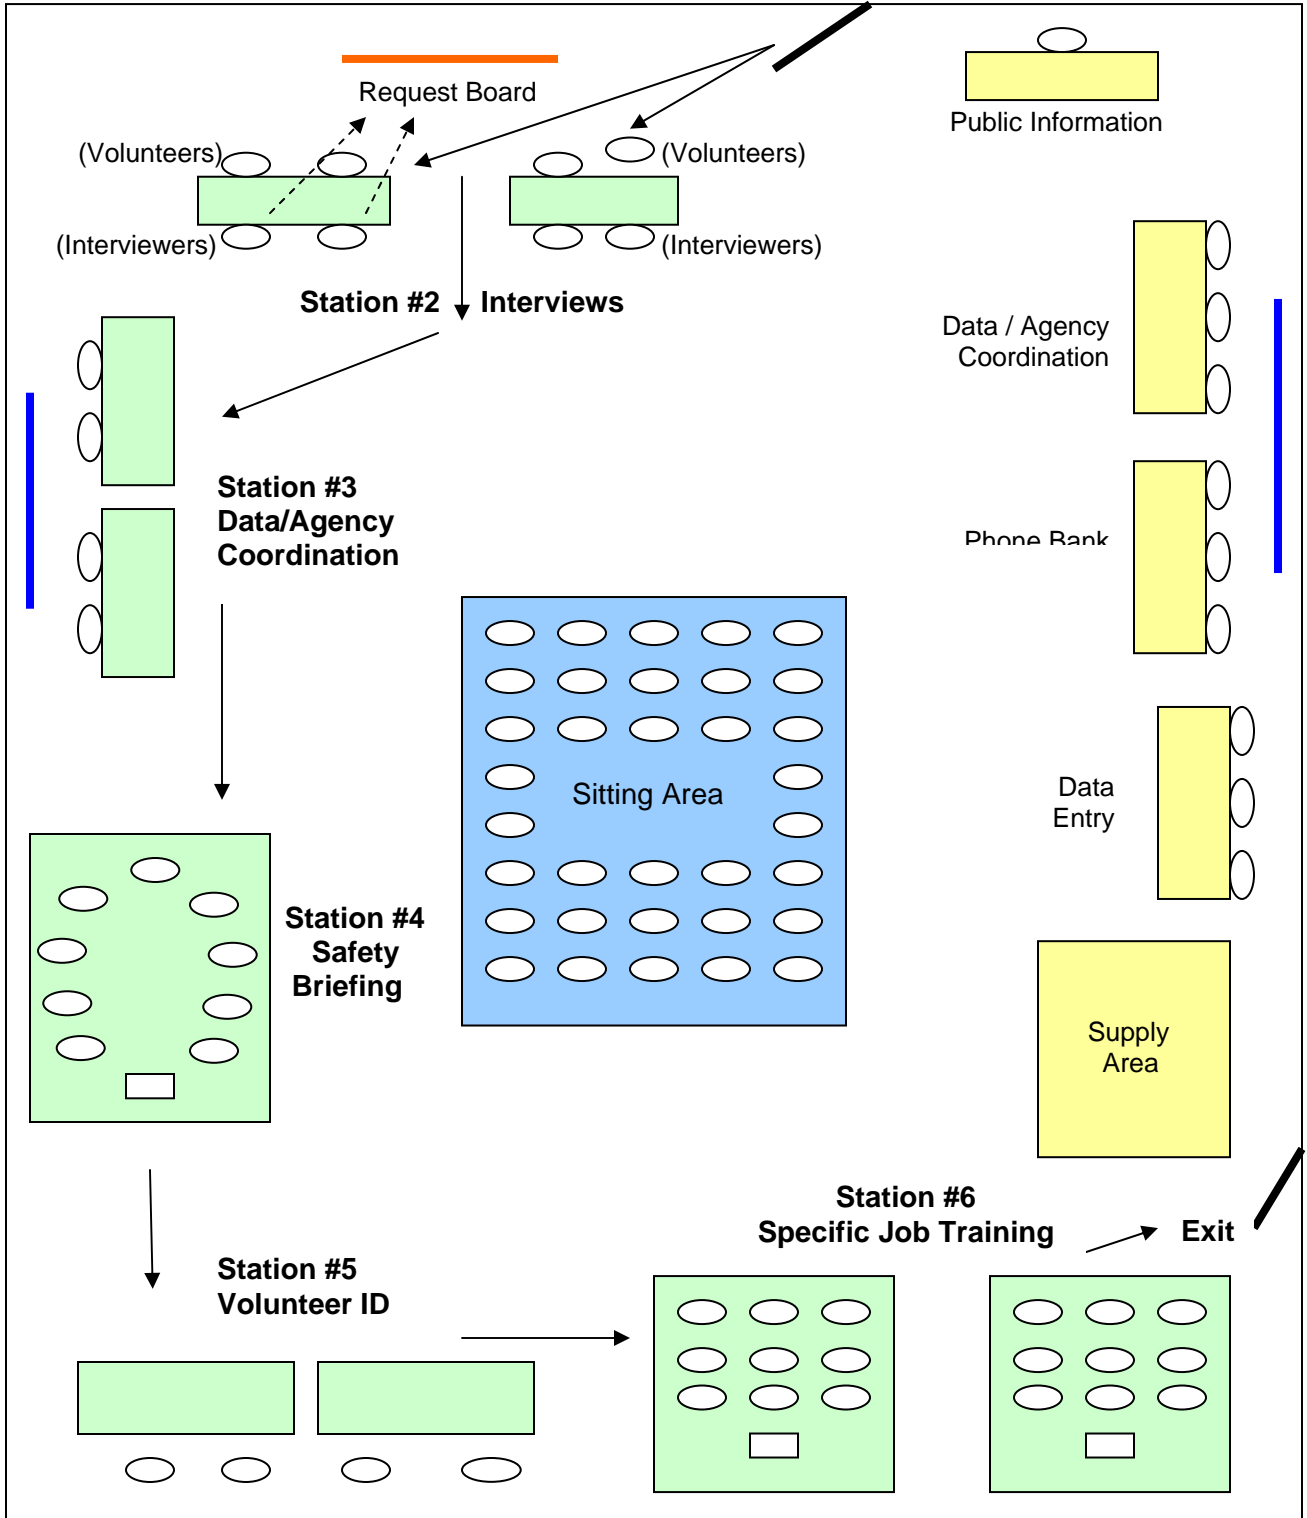 Request Board
Public Information
(Volunteers)
(Volunteers)
(Interviewers)
(Interviewers)
Station #2
Interviews
Data / Agency
Coordination
Station #3
Data/Agency
Coordination
Phone Bank
Sitting Area
Data
Entry
Station #4
Safety
Briefing
Supply
Area
Station #6
Specific Job Training
Exit
Station #5
Volunteer ID